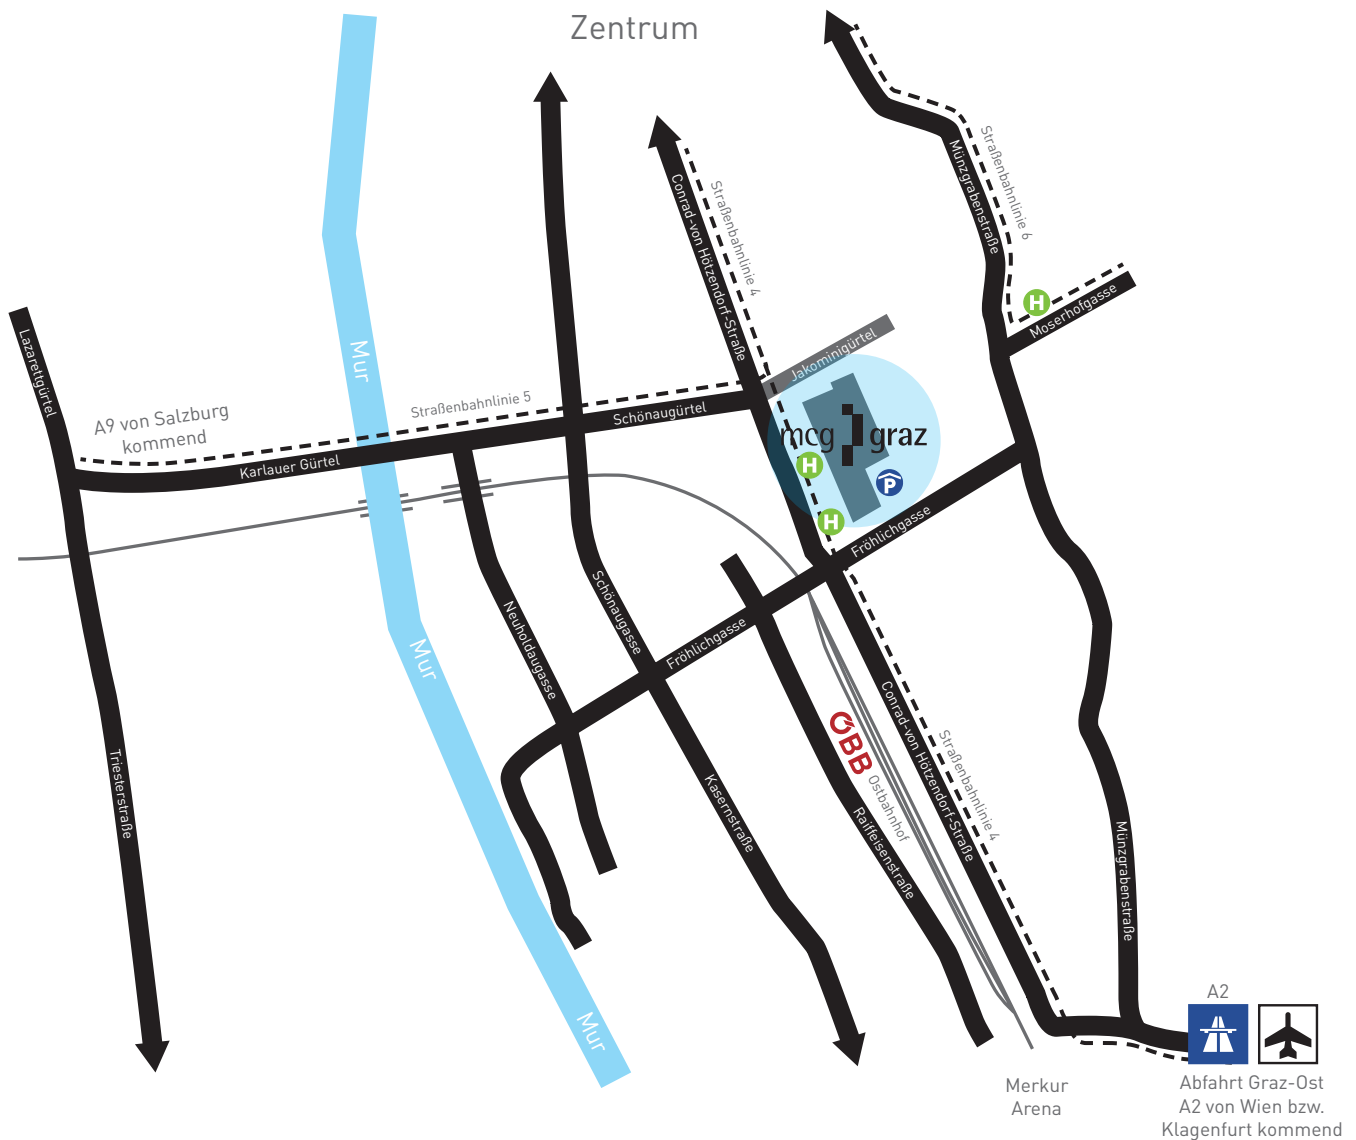 Zentrum
Straßenbahnlinie 6
Münzgrabenstraße
Conrad-von Hötzendorf-Straße
Straßenbahnlinie 4
H
Moserhofgasse
Lazarettgürtel
Mur
Jakominigürtel
A9 von Salzburg
kommend
Straßenbahnlinie 5
Schönaugürtel
Karlauer Gürtel
mcg graz
H
P
H
Fröhlichgasse
Schönaugasse
Neuholdaugasse
Fröhlichgasse
Mur
Conrad-von Hötzendorf-Straße
Straßenbahnlinie 4
ÖBB
Ostbahnhof
Triesterstraße
Kasernstraße
Raiffeisenstraße
Münzgrabenstraße
Mur
A2
Merkur
Arena
Abfahrt Graz-Ost
A2 von Wien bzw.
Klagenfurt kommend